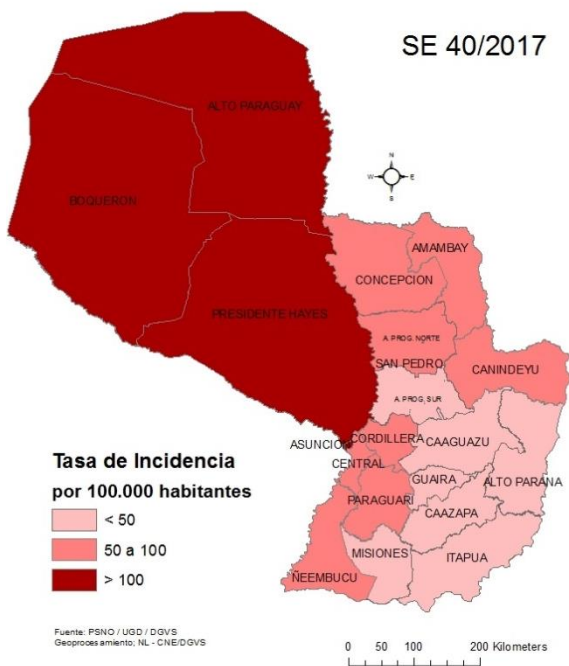 SE 40/2017
ALTO PARAGUAY
N
W E
S
BOQUERON
AMAMBAY
CONCEPCION
PRESIDENTE HAYES
A. PROG. NORTE
SAN PEDRO
CANINDEYU
A. PROG. SUR
ASUNCION
CORDILLERA
CAAGUAZU
CENTRAL
GUAIRA
ALTO PARANA
PARAGUARI
CAAZAPA
MISIONES
ITAPUA
ÑEEMBUCU
Tasa de Incidencia
por 100.000 habitantes
< 50
50 a 100
> 100
Fuente: PSNO / UGD / DGVS
Geoprocesamiento; NL - CNE/DGVS
0 50 100 200 Kilometers